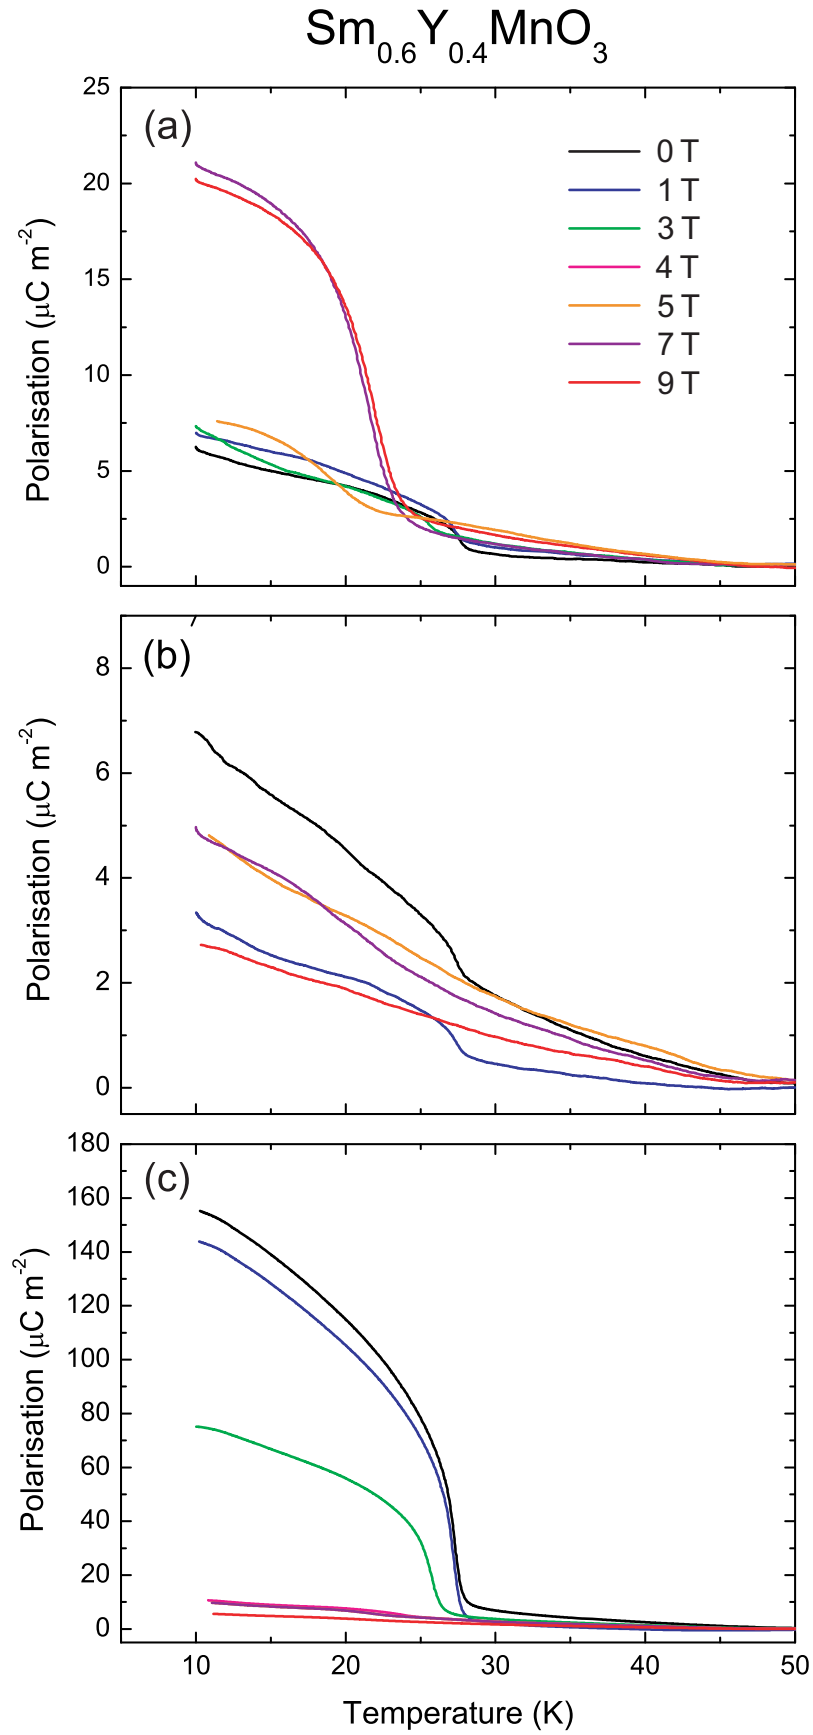 Sm0.6Y0.4MnO3
(a)
25
20
15
10
5
0
Polarisation (μC m-2)
0 T
1 T
3 T
4 T
5 T
7 T
9 T
(b)
8
6
4
2
0
Polarisation (μC m-2)
(c)
180
160
140
120
100
80
60
40
20
0
Polarisation (μC m-2)
10 20 30 40 50
Temperature (K)